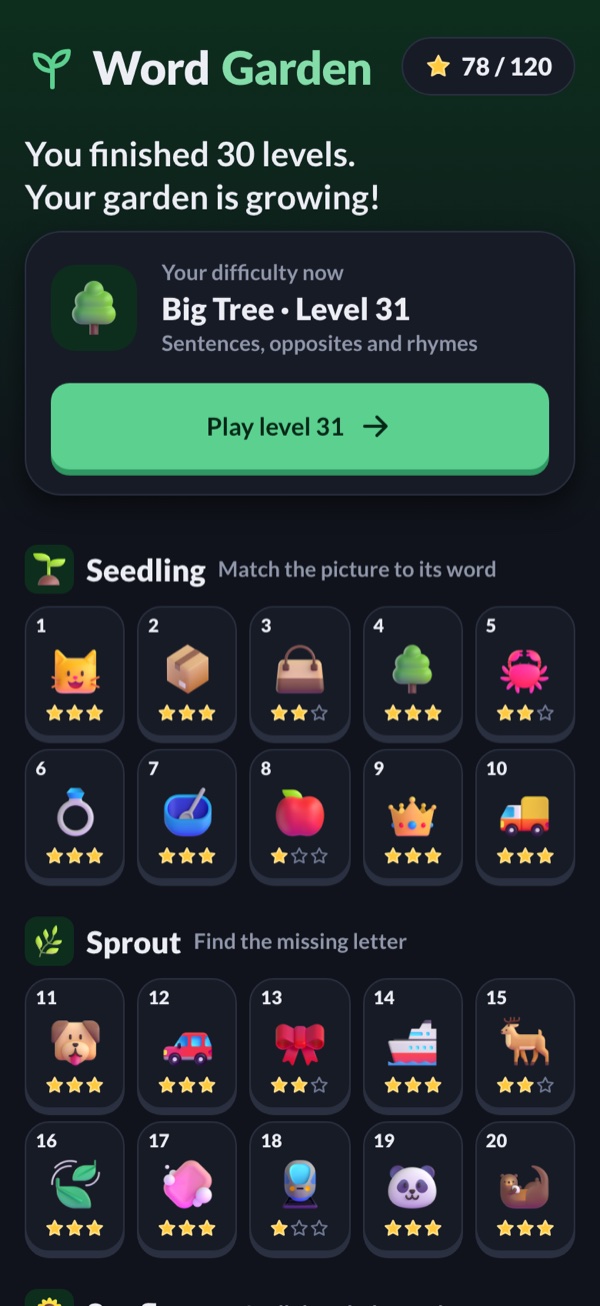 Word Garden
78 / 120
You finished 30 levels.
Your garden is growing!
Your difficulty now
Big Tree · Level 31
Sentences, opposites and rhymes
Play level 31
Seedling Match the picture to its word
1 2 3 4 5
6 7 8 9 10
Sprout Find the missing letter
11 12 13 14 15
16 17 18 19 20